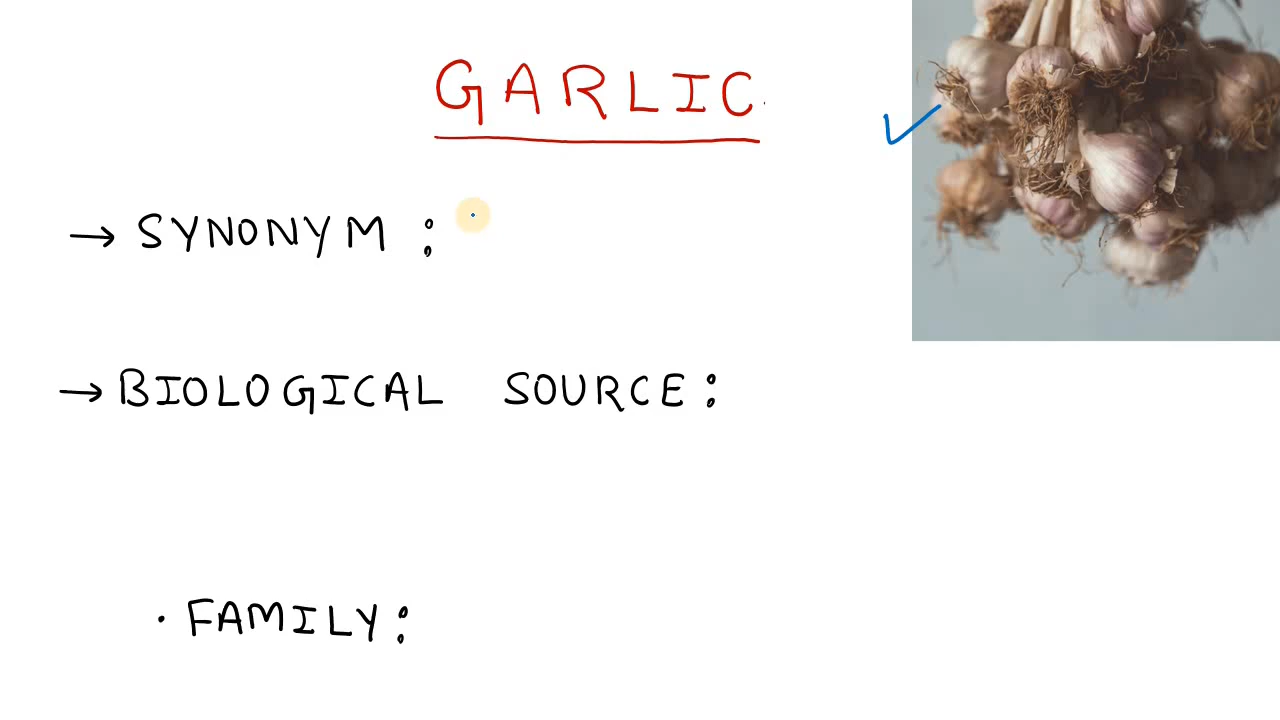 GARLIC.
→ SYNONYM :
→ BIOLOGICAL SOURCE :
· FAMILY :